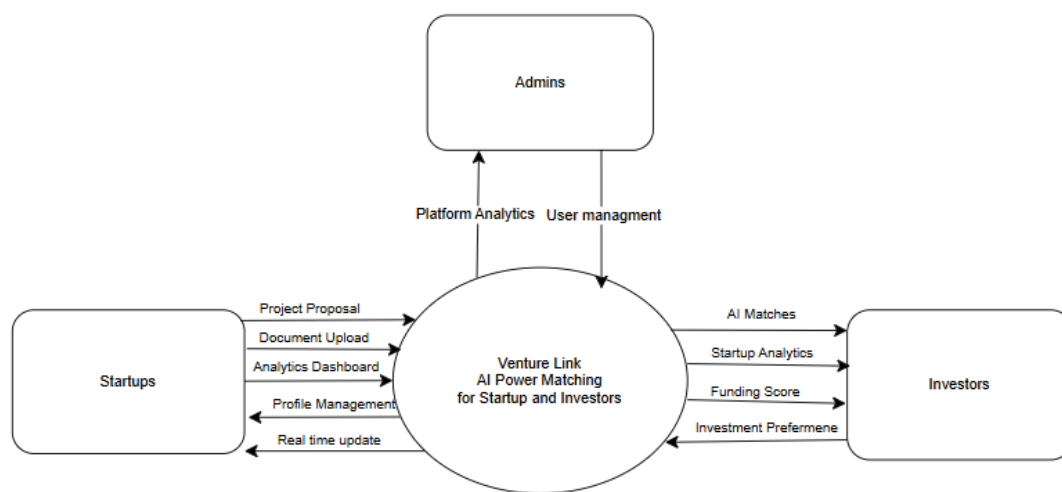 Admins
Platform Analytics
User managment
Project Proposal
Document Upload
Analytics Dashboard
Profile Management
Real time update
Startups
Venture Link
AI Power Matching
for Startup and Investors
AI Matches
Startup Analytics
Funding Score
Investment Prefermene
Investors